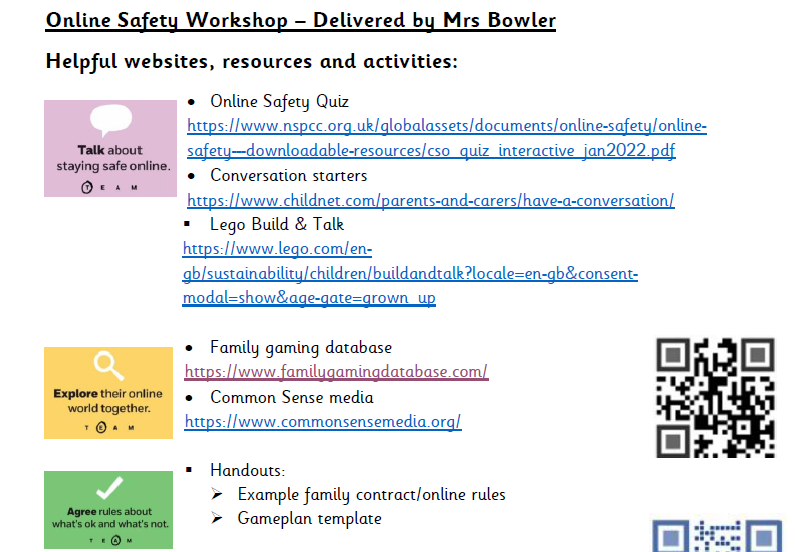 Online Safety Workshop – Delivered by Mrs Bowler
Helpful websites, resources and activities:
Talk about
staying safe online.
T E A M
• Online Safety Quiz
https://www.nspcc.org.uk/globalassets/documents/online-safety/online-
safety---downloadable-resources/cso_quiz_interactive_jan2022.pdf
• Conversation starters
https://www.childnet.com/parents-and-carers/have-a-conversation/
▪ Lego Build & Talk
https://www.lego.com/en-
gb/sustainability/children/buildandtalk?locale=en-gb&consent-
modal=show&age-gate=grown_up
Explore their online
world together.
T E A M
• Family gaming database
https://www.familygamingdatabase.com/
• Common Sense media
https://www.commonsensemedia.org/
Agree rules about
what's ok and what's not.
T E A M
▪ Handouts:
➢ Example family contract/online rules
➢ Gameplan template